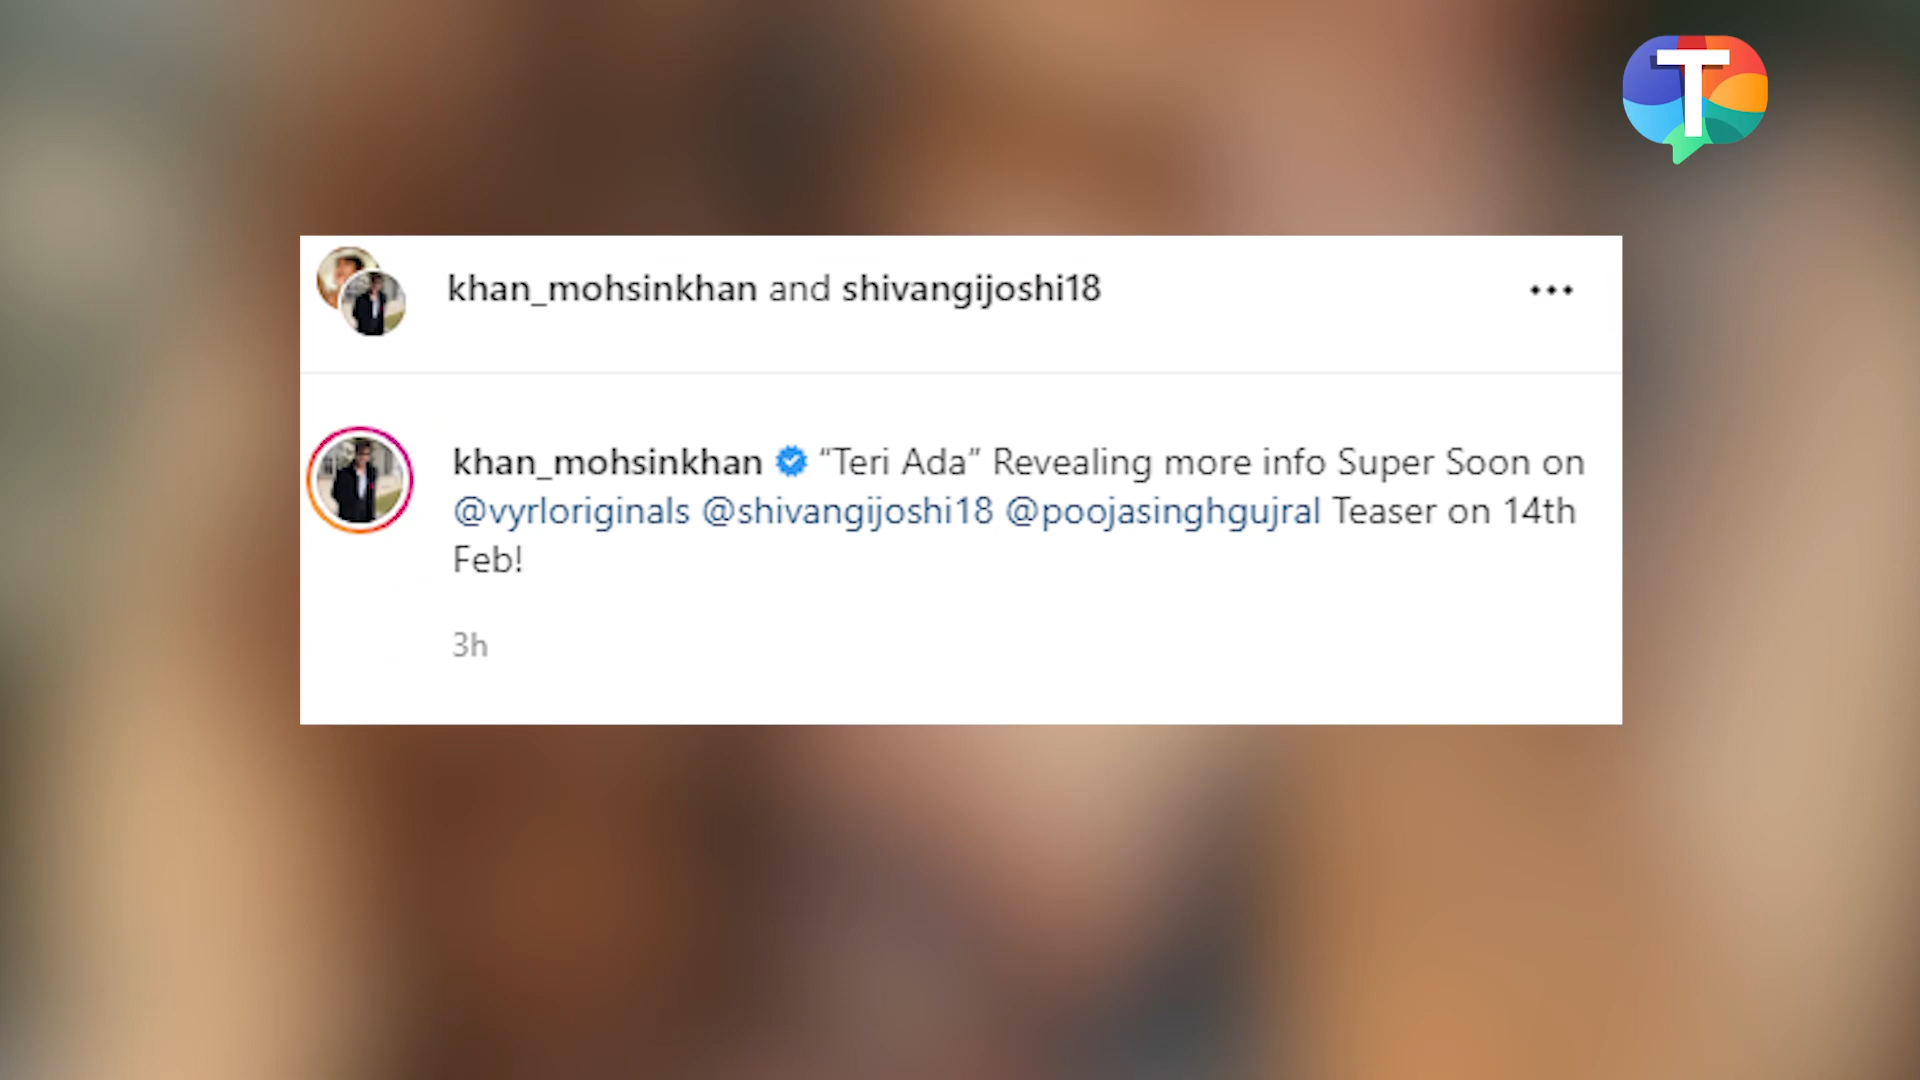 T
khan_mohsinkhan and shivangijoshi18
khan_mohsinkhan “Teri Ada” Revealing more info Super Soon on
@vyrloriginals @shivangijoshi18 @poojasinghgujral Teaser on 14th
Feb!
3h